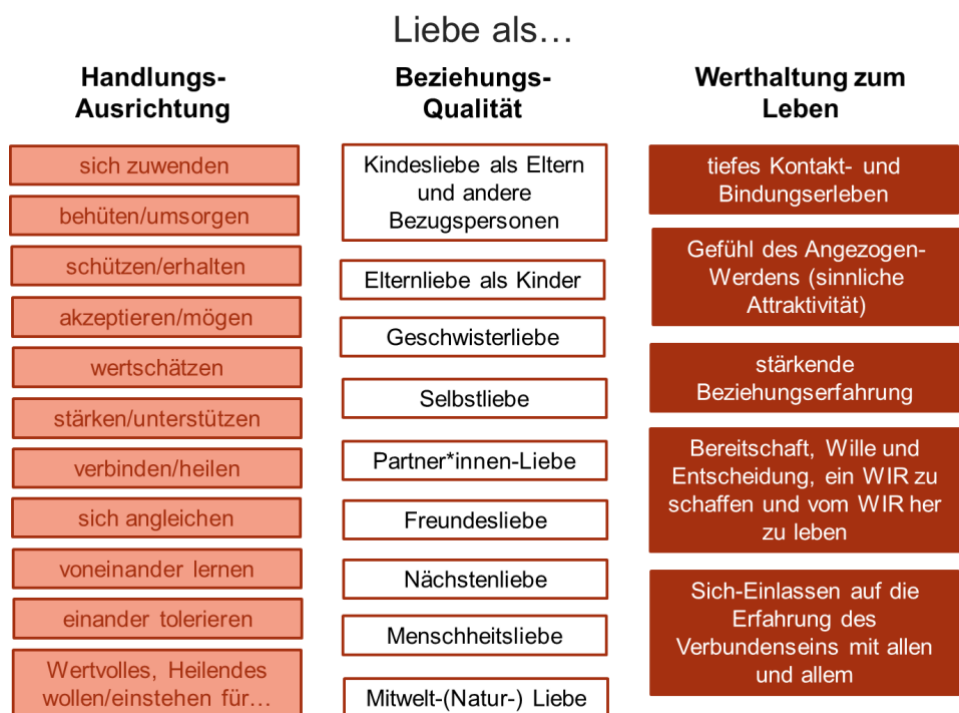 Liebe als…
Handlungs-
Ausrichtung
sich zuwenden
behüten/umsorgen
schützen/erhalten
akzeptieren/mögen
wertschätzen
stärken/unterstützen
verbinden/heilen
sich angleichen
voneinander lernen
einander tolerieren
Wertvolles, Heilendes
wollen/einstehen für…
Beziehungs-
Qualität
Kindesliebe als Eltern
und andere
Bezugspersonen
Elternliebe als Kinder
Geschwisterliebe
Selbstliebe
Partner*innen-Liebe
Freundesliebe
Nächstenliebe
Menschheitsliebe
Mitwelt-(Natur-) Liebe
Werthaltung zum
Leben
tiefes Kontakt- und
Bindungserleben
Gefühl des Angezogen-
Werdens (sinnliche
Attraktivität)
stärkende
Beziehungserfahrung
Bereitschaft, Wille und
Entscheidung, ein WIR zu
schaffen und vom WIR her
zu leben
Sich-Einlassen auf die
Erfahrung des
Verbundenseins mit allen
und allem